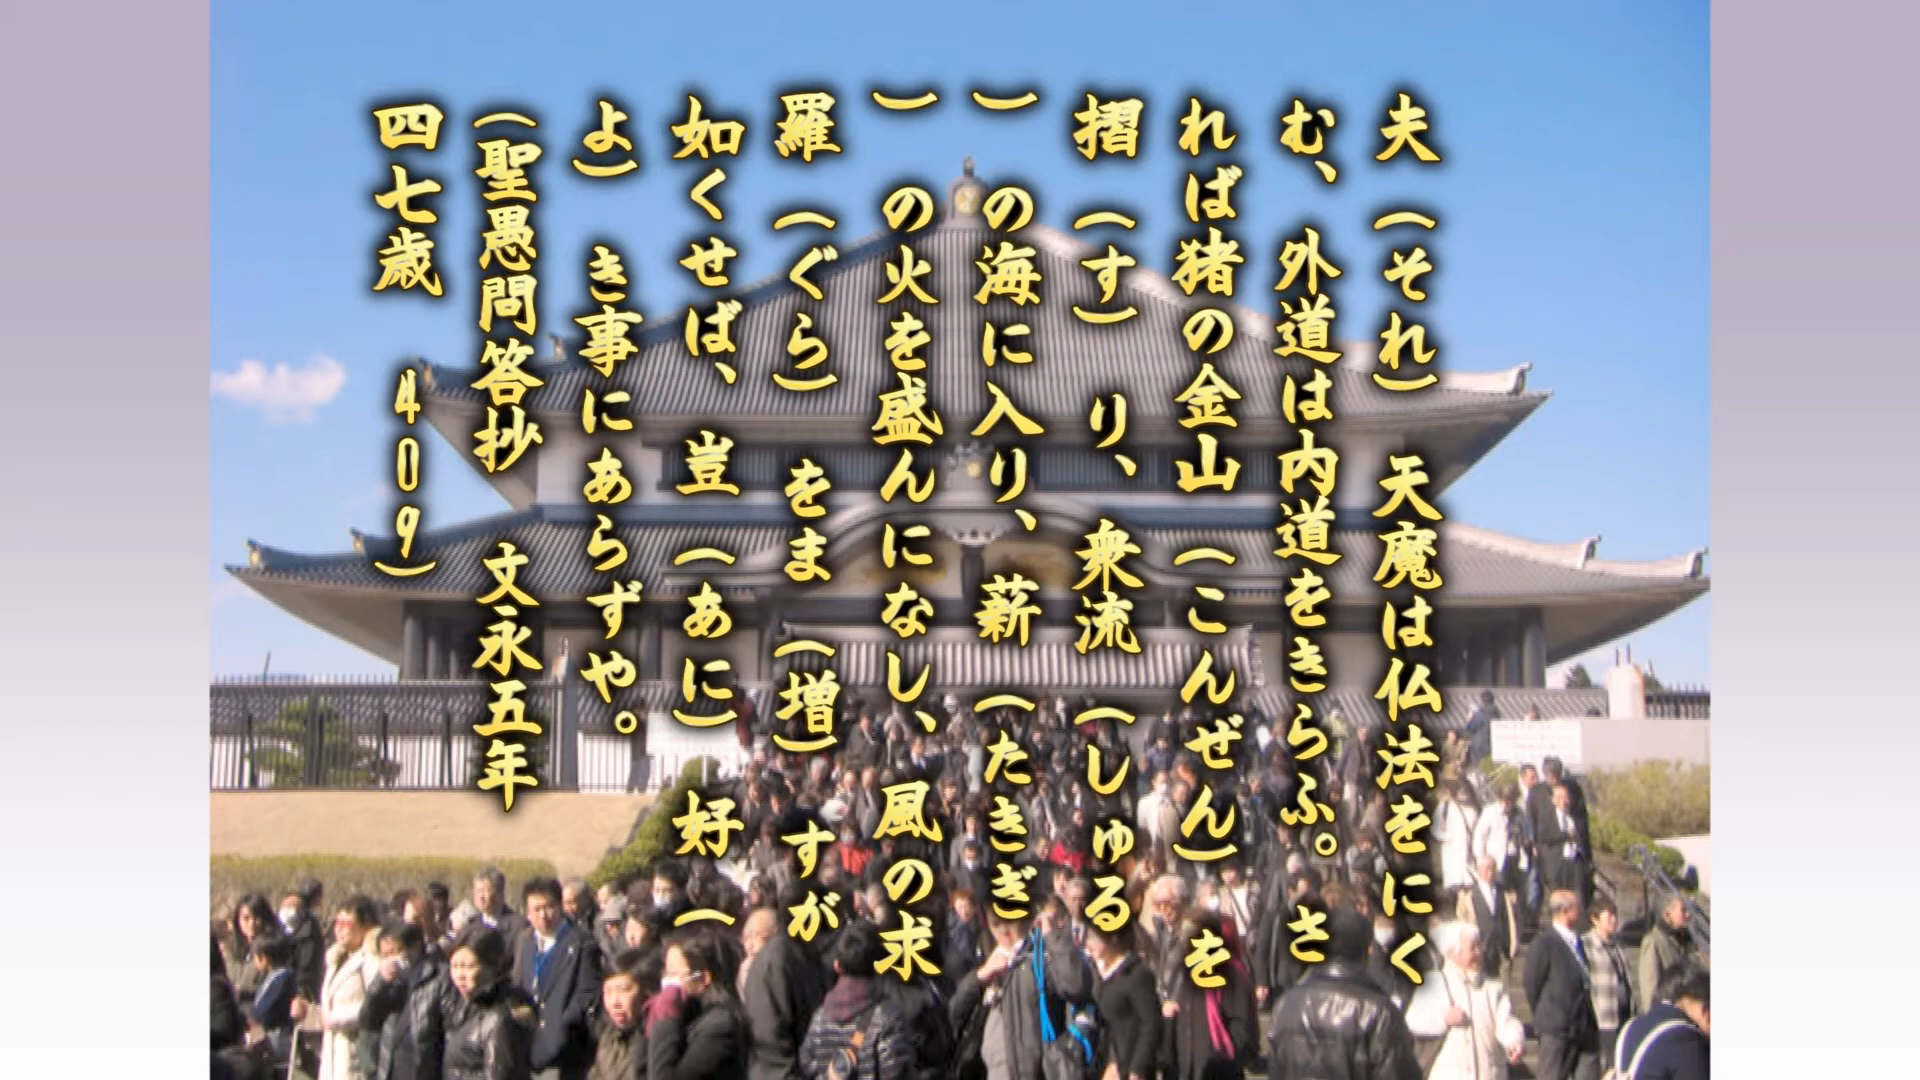 夫（それ）　天魔は仏法をにく
む、外道は内道をきらふ。さ
れば猪の金山（こんぜん）を
摺（す）り、衆流（しゅる
）の海に入り、薪（たきぎ
）の火を盛んになし、風の求
羅（ぐら）をま（増）すが
如くせば、豈（あに）好（
よ）き事にあらずや。
（聖愚問答抄　文永五年
四七歳　409）